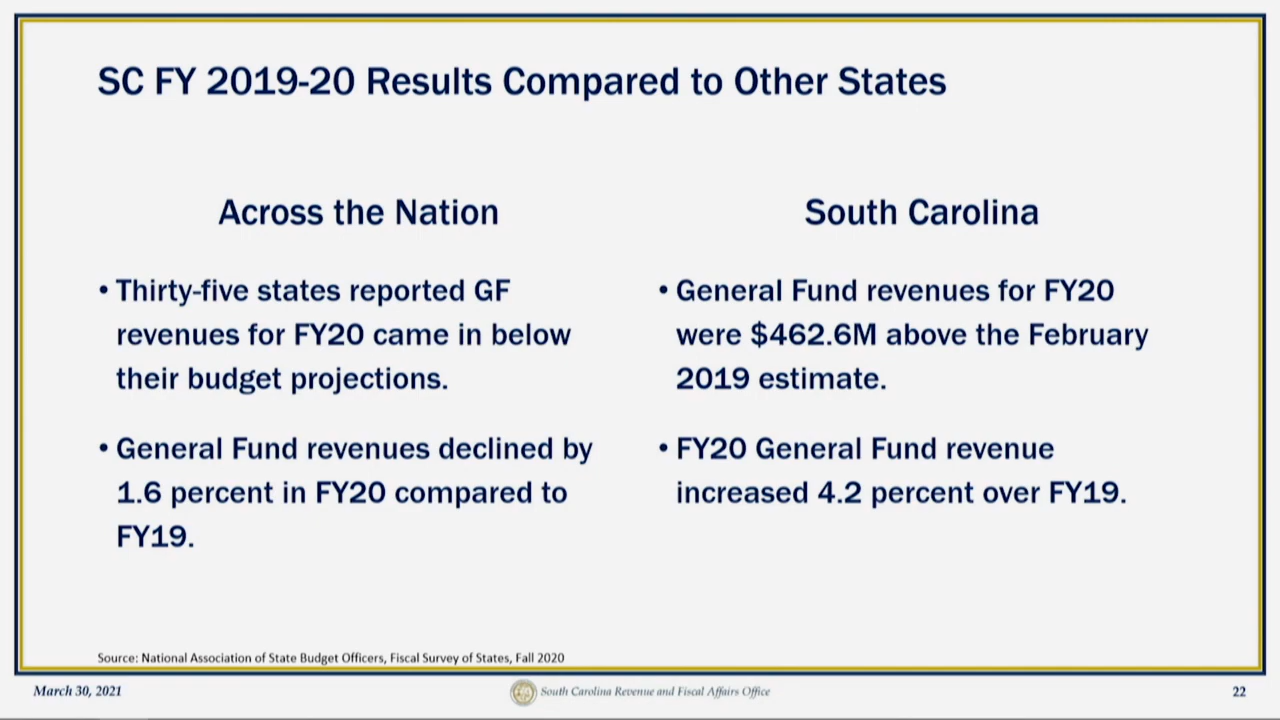 SC FY 2019-20 Results Compared to Other States
Across the Nation
• Thirty-five states reported GF
revenues for FY20 came in below
their budget projections.
• General Fund revenues declined by
1.6 percent in FY20 compared to
FY19.
South Carolina
• General Fund revenues for FY20
were $462.6M above the February
2019 estimate.
• FY20 General Fund revenue
increased 4.2 percent over FY19.
Source: National Association of State Budget Officers, Fiscal Survey of States, Fall 2020
March 30, 2021
South Carolina Revenue and Fiscal Affairs Office
22